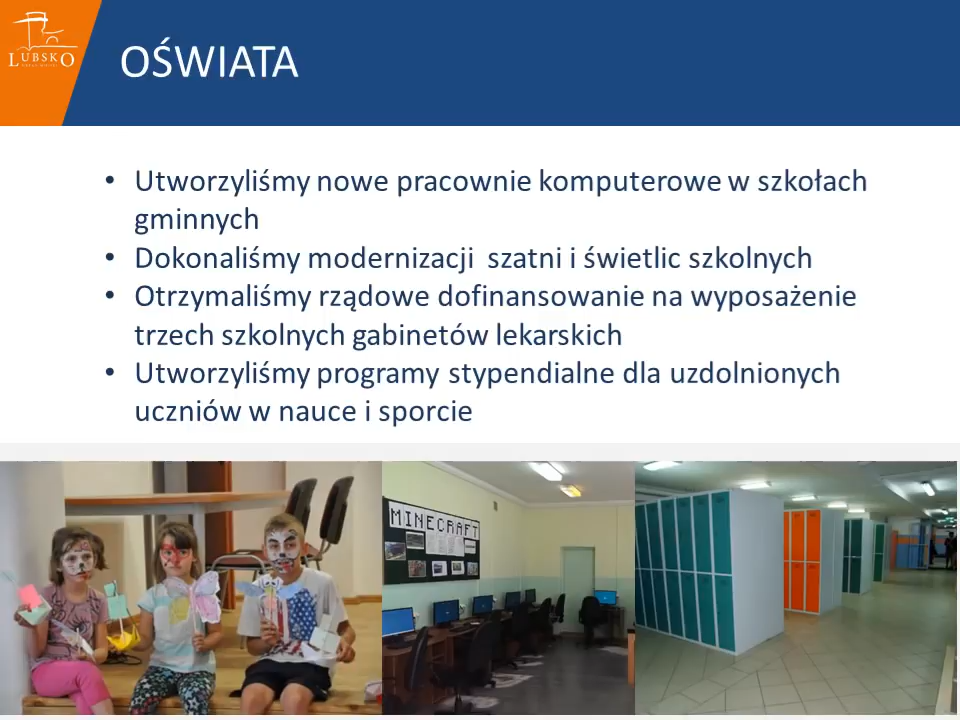 LUBSKO
OŚWIATA
• Utworzyliśmy nowe pracownie komputerowe w szkołach
gminnych
• Dokonaliśmy modernizacji szatni i świetlic szkolnych
• Otrzymaliśmy rządowe dofinansowanie na wyposażenie
trzech szkolnych gabinetów lekarskich
• Utworzyliśmy programy stypendialne dla uzdolnionych
uczniów w nauce i sporcie
MINECRAFT